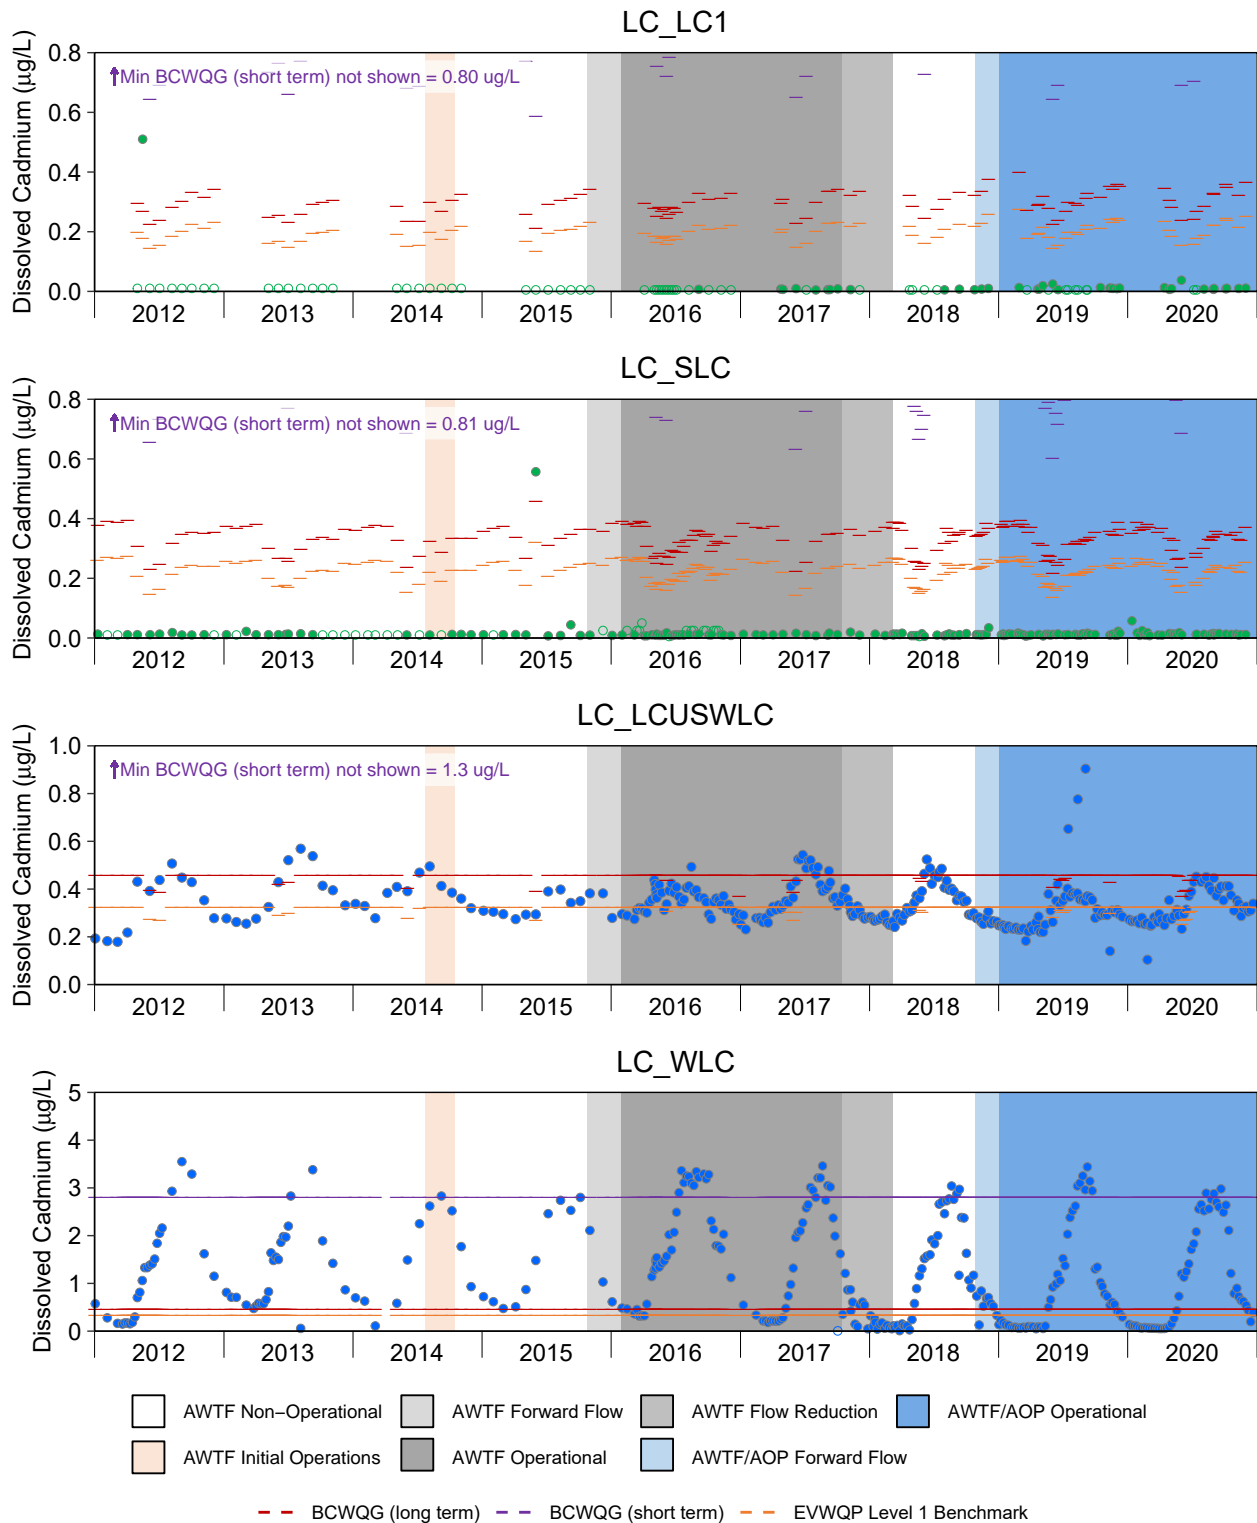 LC_LC1
Dissolved Cadmium (µg/L)
0.8
0.6
0.4
0.2
0.0
Min BCWQG (short term) not shown = 0.80 ug/L
2012 2013 2014 2015 2016 2017 2018 2019 2020
LC_SLC
Dissolved Cadmium (µg/L)
0.8
0.6
0.4
0.2
0.0
Min BCWQG (short term) not shown = 0.81 ug/L
2012 2013 2014 2015 2016 2017 2018 2019 2020
LC_LCUSWLC
Dissolved Cadmium (µg/L)
1.0
0.8
0.6
0.4
0.2
0.0
Min BCWQG (short term) not shown = 1.3 ug/L
2012 2013 2014 2015 2016 2017 2018 2019 2020
LC_WLC
Dissolved Cadmium (µg/L)
5
4
3
2
1
0
2012 2013 2014 2015 2016 2017 2018 2019 2020
AWTF Non−Operational AWTF Forward Flow AWTF Flow Reduction AWTF/AOP Operational
AWTF Initial Operations AWTF Operational AWTF/AOP Forward Flow
BCWQG (long term) BCWQG (short term) EVWQP Level 1 Benchmark